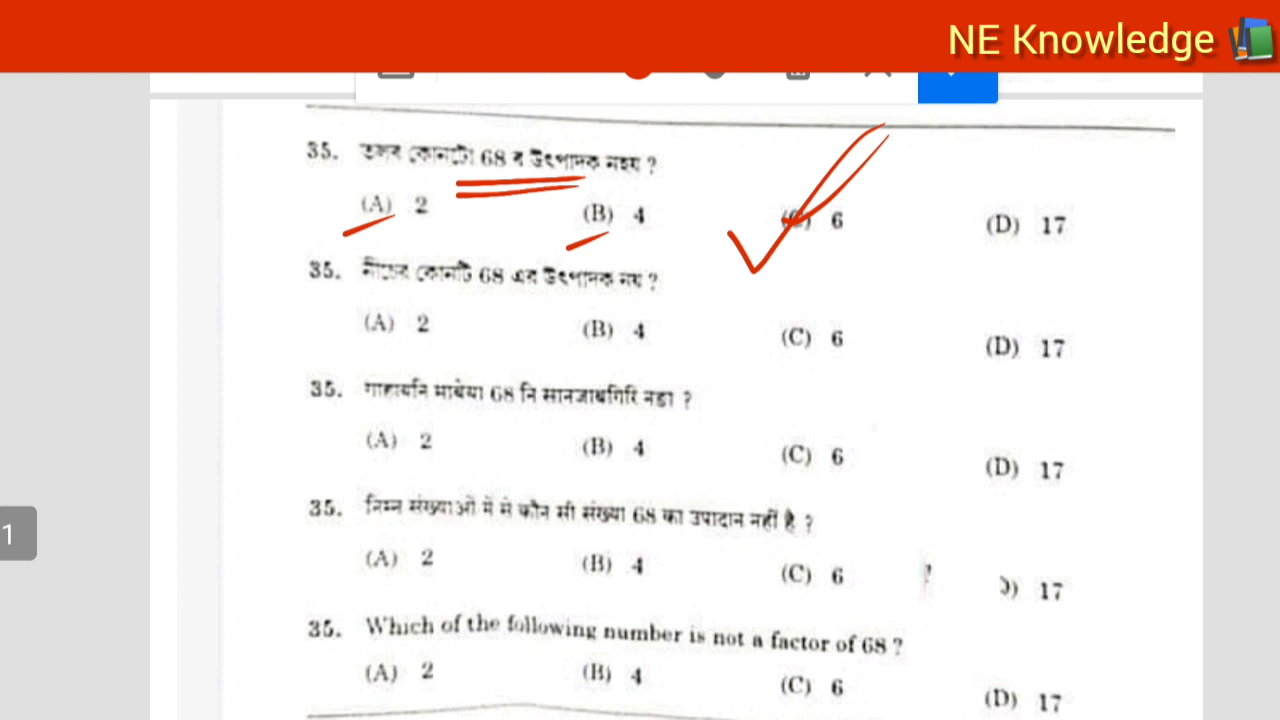 NE Knowledge
35. তলৰ কোনটো 68 ৰ উৎপাদক নহয় ?
(A) 2 (B) 4 (C) 6 (D) 17
35. নীচের কোনটি 68 এর উৎপাদক নয় ?
(A) 2 (B) 4 (C) 6 (D) 17
35. गाहायनि माबेया 68 नि सानजाबगिरि नङा ?
(A) 2 (B) 4 (C) 6 (D) 17
1
35. निम्न संख्याओं में से कौन सी संख्या 68 का उपादान नहीं है ?
(A) 2 (B) 4 (C) 6 ) 17
35. Which of the following number is not a factor of 68 ?
(A) 2 (B) 4 (C) 6 (D) 17